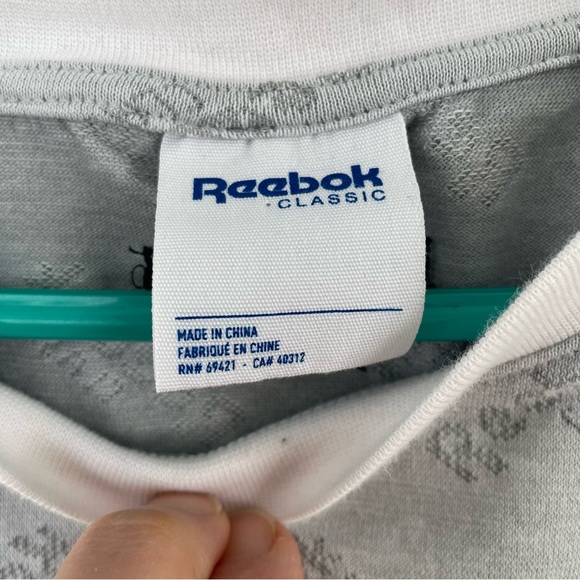 Reebok
CLASSIC
MADE IN CHINA
FABRIQUÉ EN CHINE
RN# 69421 - CA# 40312